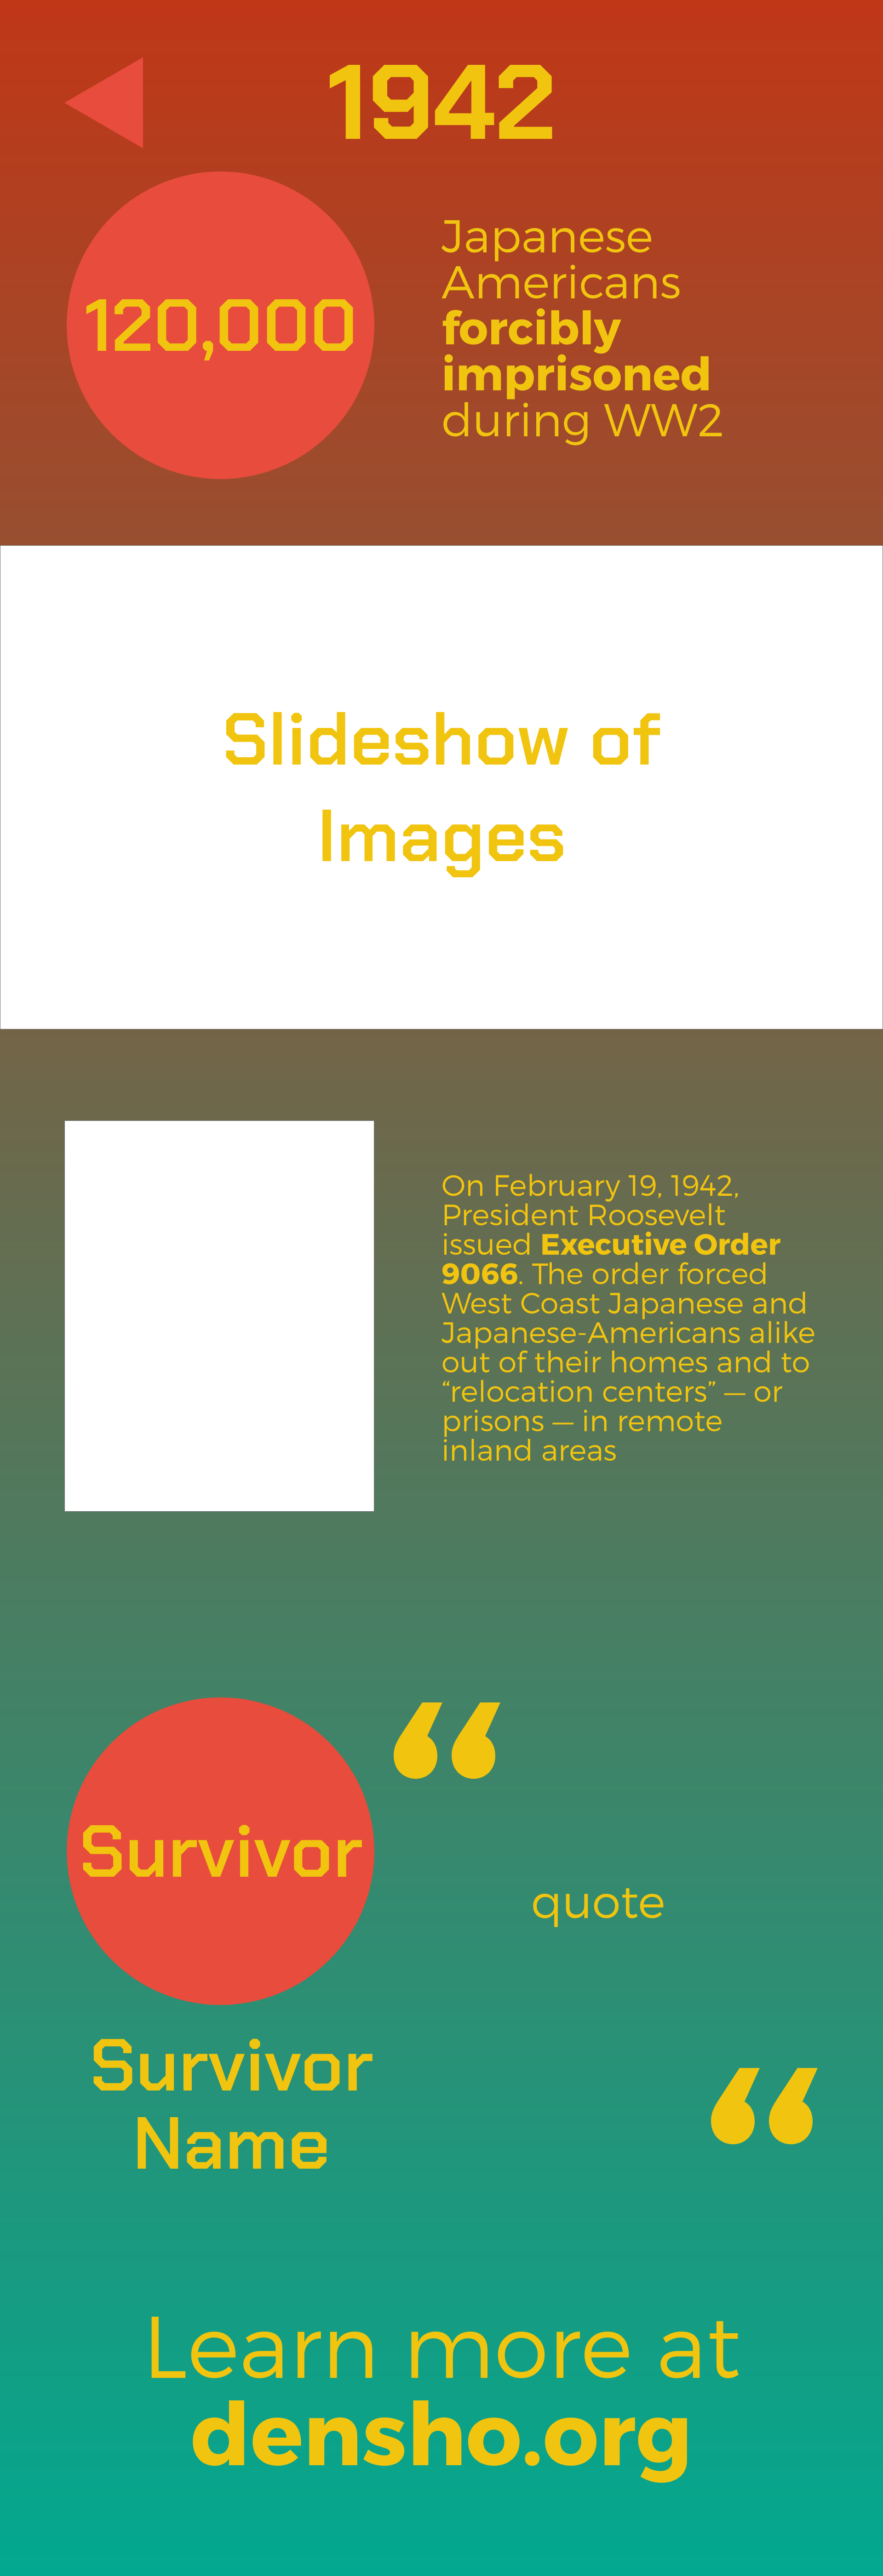 1942
120,000
Japanese
Americans
forcibly
imprisoned
during WW2
Slideshow of
Images
On February 19, 1942,
President Roosevelt
issued Executive Order
9066. The order forced
West Coast Japanese and
Japanese-Americans alike
out of their homes and to
“relocation centers” — or
prisons — in remote
inland areas
“
Survivor
quote
Survivor
Name
“
Learn more at
densho.org